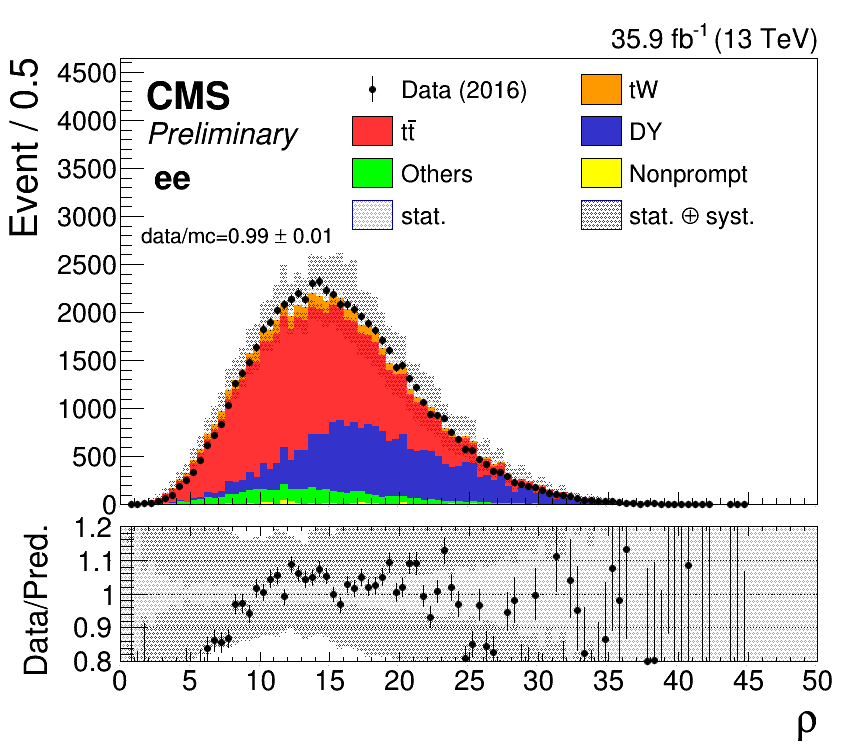 35.9 fb⁻¹ (13 TeV)
Event / 0.5
4500
4000
3500
3000
2500
2000
1500
1000
500
0
CMS
Preliminary
ee
data/mc=0.99 ± 0.01
Data (2016)
tW
tt̄
DY
Others
Nonprompt
stat.
stat. ⊕ syst.
Data/Pred.
1.2
1.1
1
0.9
0.8
0 5 10 15 20 25 30 35 40 45 50
ρ